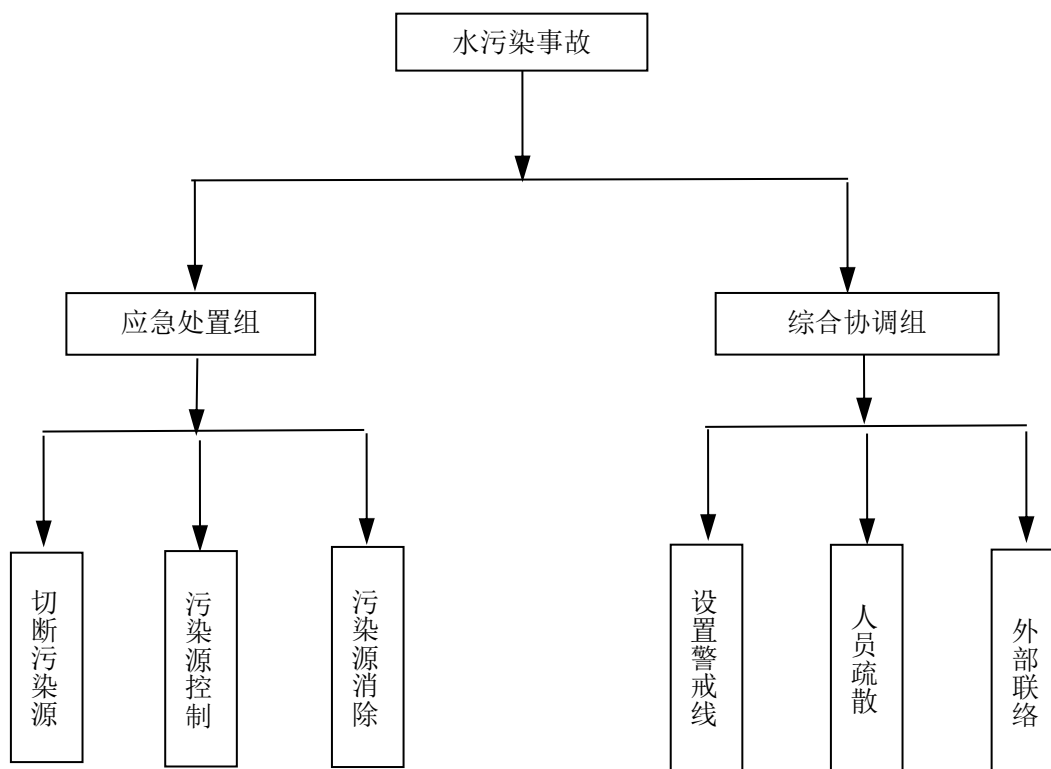 水污染事故
应急处置组
综合协调组
切断污染源
污染源控制
污染源消除
设置警戒线
人员疏散
外部联络